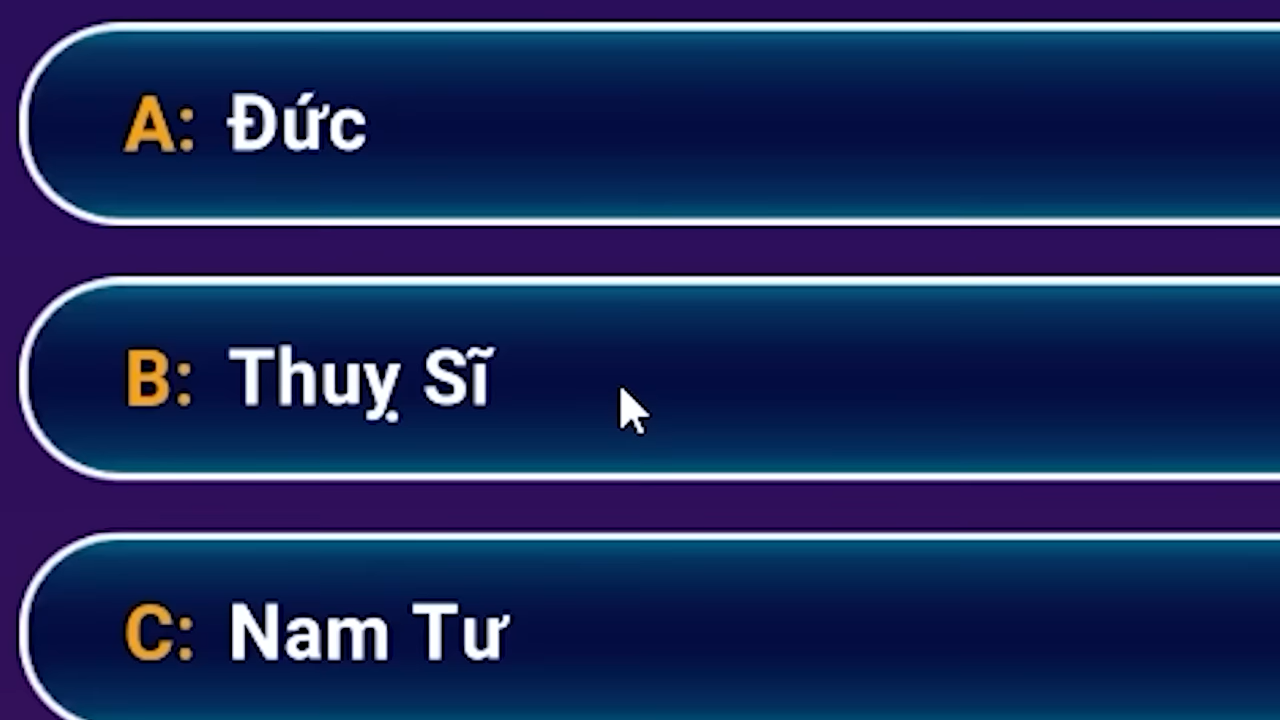 A: Đức
B: Thuỵ Sĩ
C: Nam Tư